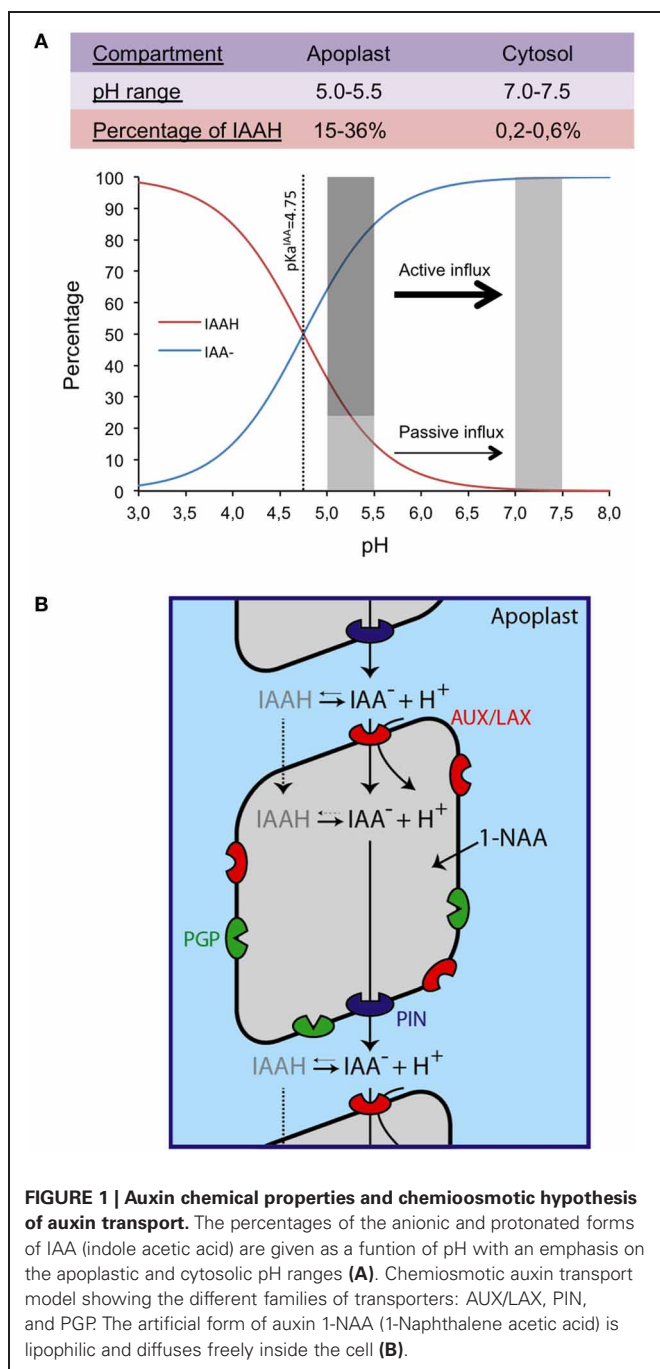 A
Compartment Apoplast Cytosol
pH range 5.0-5.5 7.0-7.5
Percentage of IAAH 15-36% 0,2-0,6%
100
90
80
70
60
50
40
30
20
10
0
Percentage
pKa^IAA=4.75
IAAH
IAA-
Active influx
Passive influx
3,0 3,5 4,0 4,5 5,0 5,5 6,0 6,5 7,0 7,5 8,0
pH
B
Apoplast
IAAH ⇌ IAA⁻ + H⁺
AUX/LAX
IAAH ⇌ IAA⁻ + H⁺
1-NAA
PGP
PIN
IAAH ⇌ IAA⁻ + H⁺
FIGURE 1 | Auxin chemical properties and chemioosmotic hypothesis
of auxin transport. The percentages of the anionic and protonated forms
of IAA (indole acetic acid) are given as a funtion of pH with an emphasis on
the apoplastic and cytosolic pH ranges (A). Chemiosmotic auxin transport
model showing the different families of transporters: AUX/LAX, PIN,
and PGP. The artificial form of auxin 1-NAA (1-Naphthalene acetic acid) is
lipophilic and diffuses freely inside the cell (B).